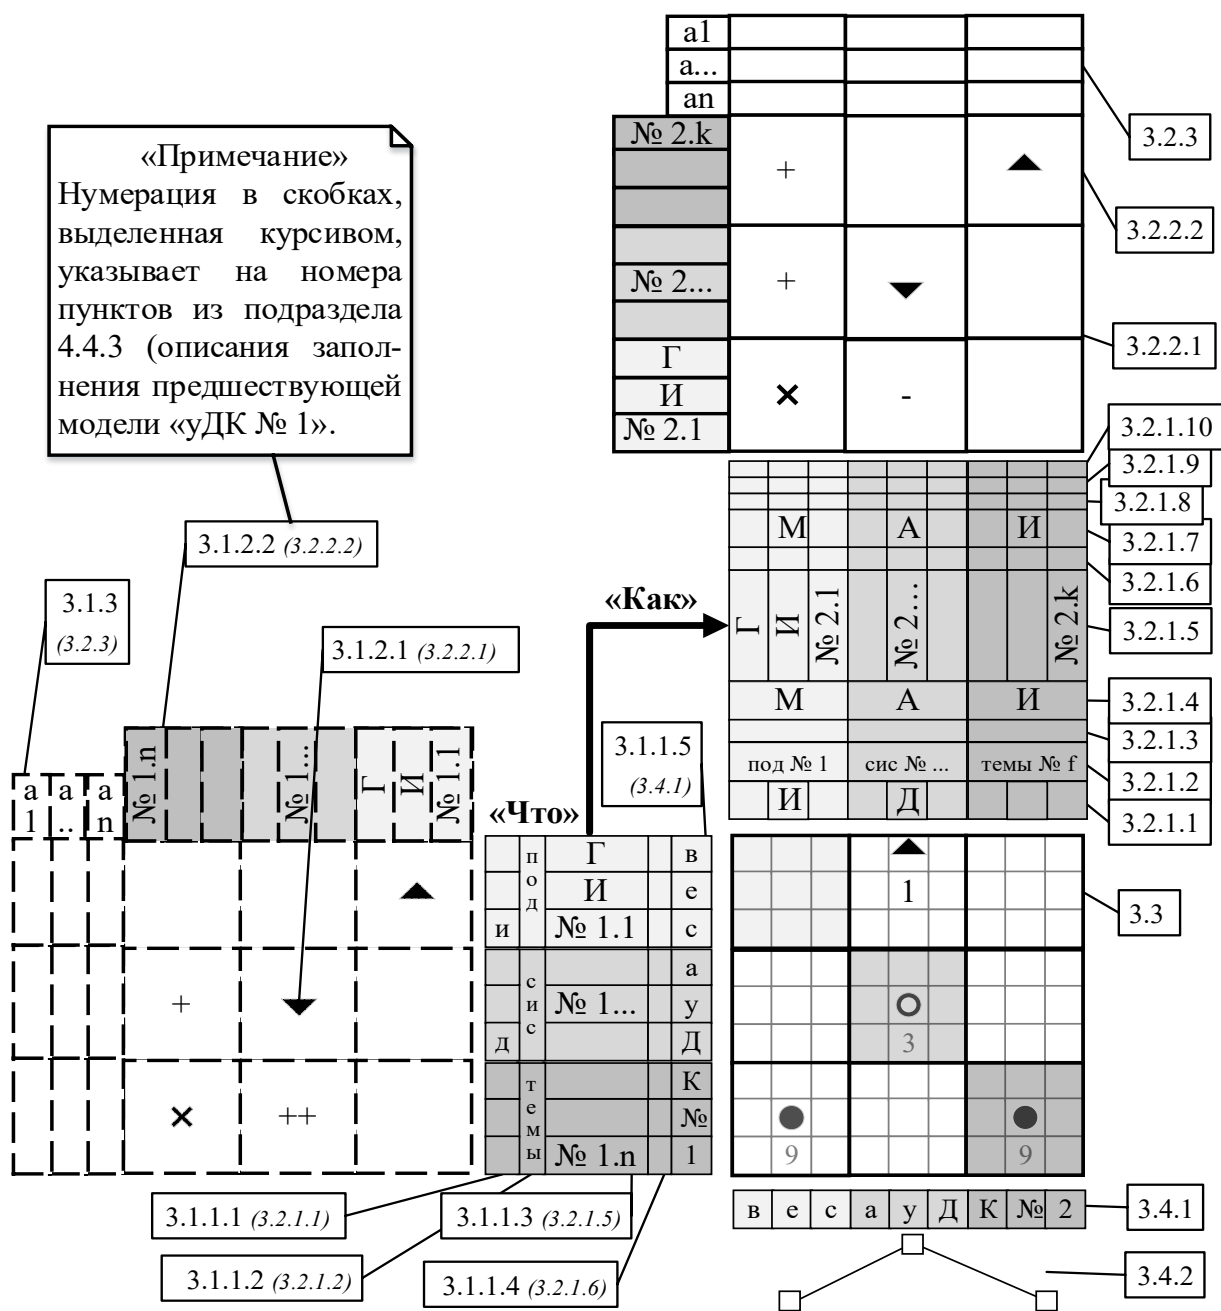 a1
a...
an
№ 2.k
+
3.2.3
«Примечание»
Нумерация в скобках,
выделенная курсивом,
указывает на номера
пунктов из подраздела
4.4.3 (описания запол-
нения предшествующей
модели «уДК № 1».
3.2.2.2
№ 2...
+
3.2.2.1
Г
И
-
№ 2.1
3.2.1.10
3.2.1.9
3.2.1.8
М А И
3.2.1.7
3.2.1.6
3.1.2.2 (3.2.2.2)
3.1.3
(3.2.3)
«Как»
Г И № 2.1 № 2... № 2.k
3.2.1.5
3.1.2.1 (3.2.2.1)
М А И
3.2.1.4
3.2.1.3
3.1.1.5
(3.4.1)
под № 1 сис № ... темы № f
3.2.1.2
И Д
3.2.1.1
№ 1.n № 1... Г И № 1.1
a a a
1 .. n
«Что»
под Г в
И е
и № 1.1 с
сис а
№ 1... у
д Д
темы К
№
№ 1.n 1
+
++
1
3.3
3
9 9
3.1.1.1 (3.2.1.1)
3.1.1.3 (3.2.1.5)
3.1.1.2 (3.2.1.2)
3.1.1.4 (3.2.1.6)
в е с а у Д К № 2
3.4.1
3.4.2